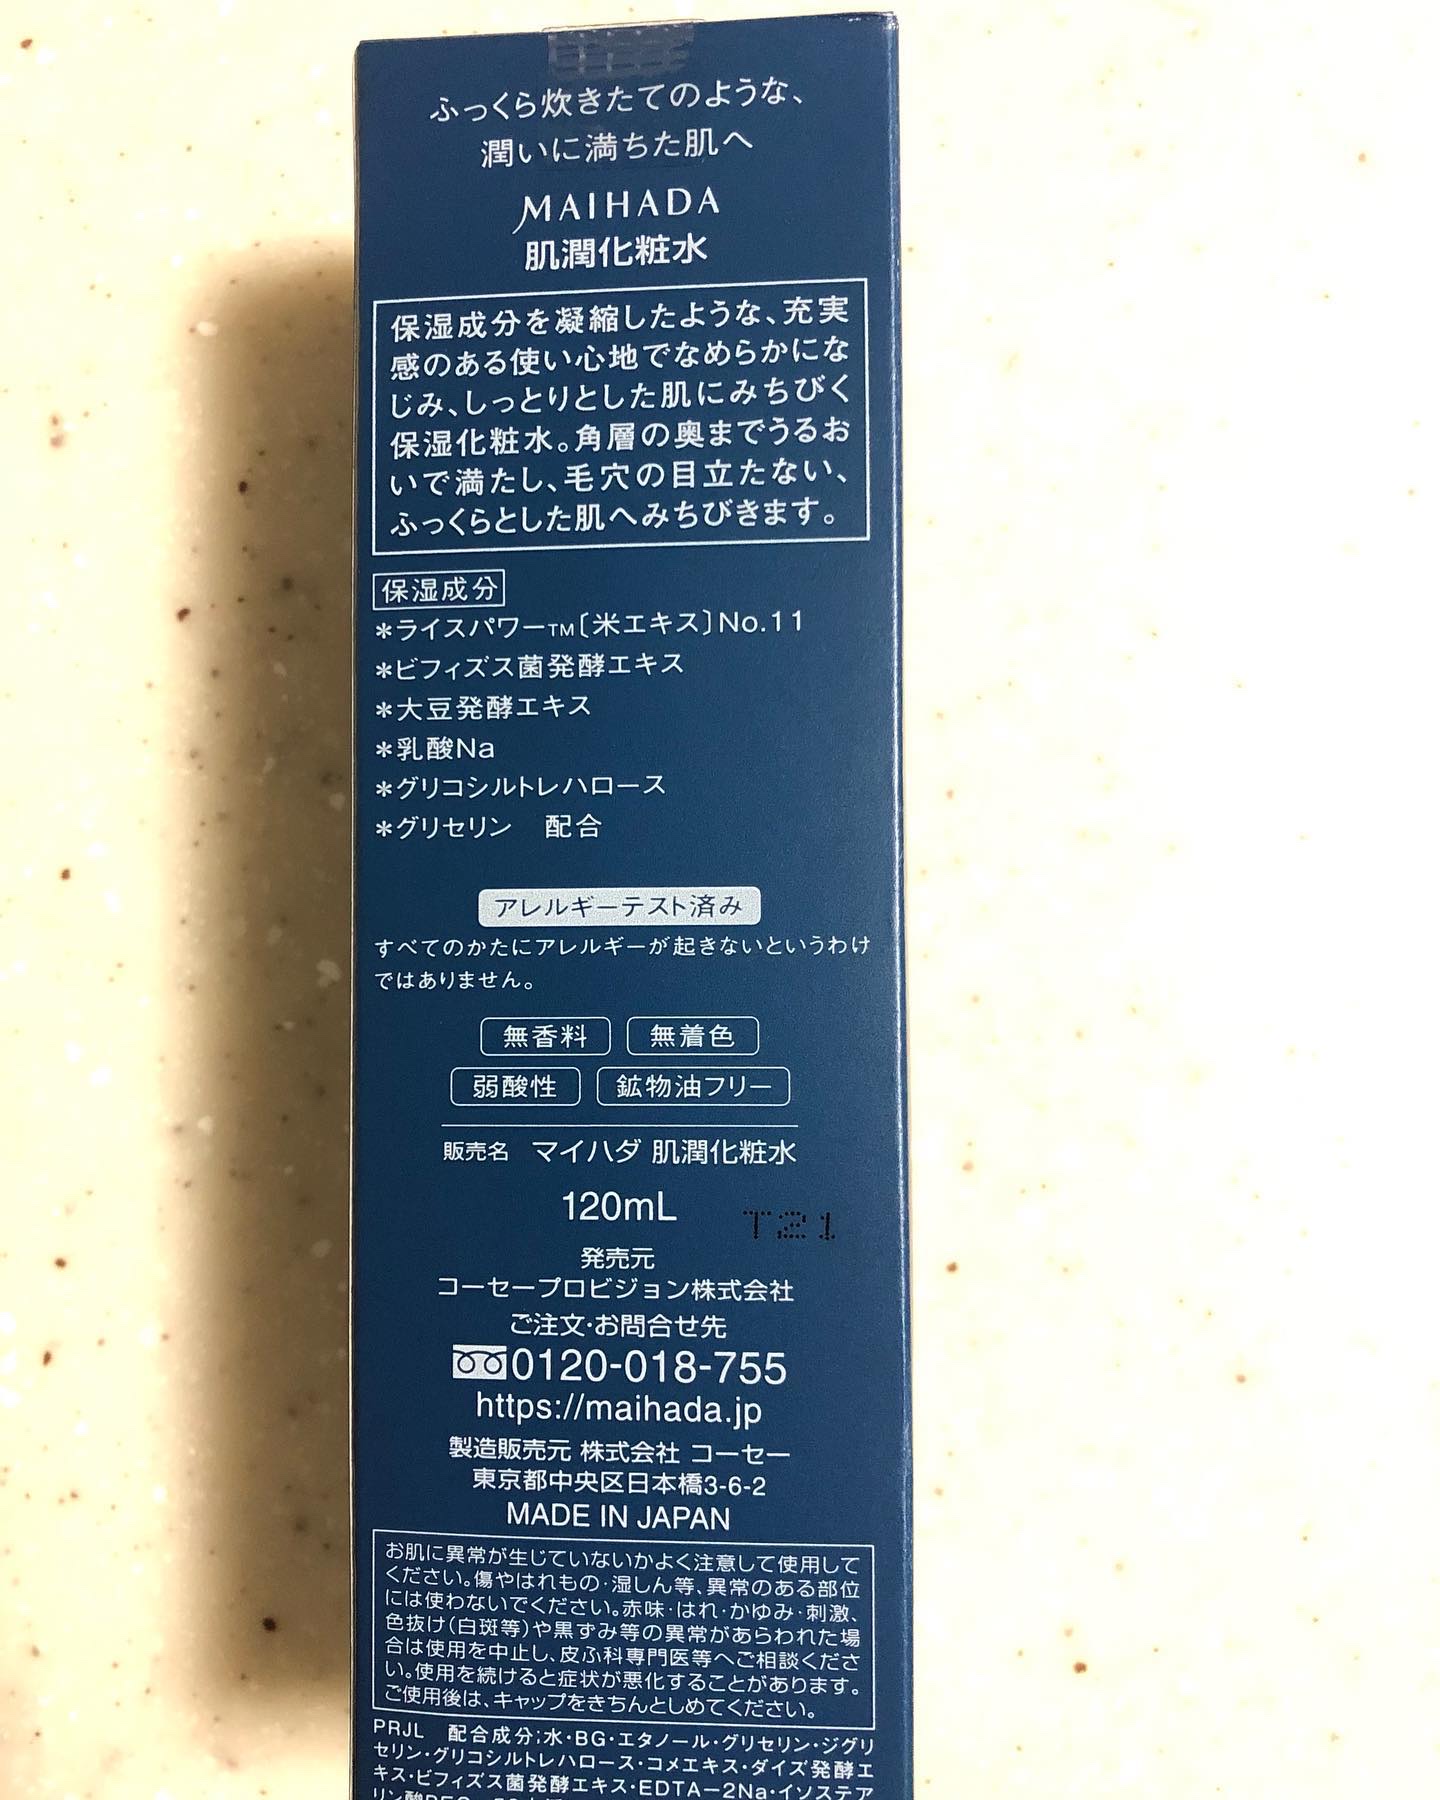 ふっくら炊きたてのような、
潤いに満ちた肌へ
MAIHADA
肌潤化粧水
保湿成分を凝縮したような、充実
感のある使い心地でなめらかにな
じみ、しっとりとした肌にみちびく
保湿化粧水。角層の奥までうるお
いで満たし、毛穴の目立たない、
ふっくらとした肌へみちびきます。
保湿成分
*ライスパワーTM〔米エキス〕No.11
*ビフィズス菌発酵エキス
*大豆発酵エキス
*乳酸Na
*グリコシルトレハロース
*グリセリン 配合
アレルギーテスト済み
すべてのかたにアレルギーが起きないというわけ
ではありません。
無香料 無着色
弱酸性 鉱物油フリー
販売名 マイハダ 肌潤化粧水
120mL
T21
発売元
コーセープロビジョン株式会社
ご注文・お問合せ先
0120-018-755
https://maihada.jp
製造販売元 株式会社 コーセー
東京都中央区日本橋3-6-2
MADE IN JAPAN
お肌に異常が生じていないかよく注意して使用して
ください。傷やはれもの・湿しん等、異常のある部位
には使わないでください。赤味・はれ・かゆみ・刺激、
色抜け(白斑等)や黒ずみ等の異常があらわれた場
合は使用を中止し、皮ふ科専門医等へご相談くださ
い。使用を続けると症状が悪化することがあります。
ご使用後は、キャップをきちんとしめてください。
PRJL 配合成分;水・BG・エタノール・グリセリン・ジグリ
セリン・グリコシルトレハロース・コメエキス・ダイズ発酵エ
キス・ビフィズス菌発酵エキス・EDTA-2Na・イソステア